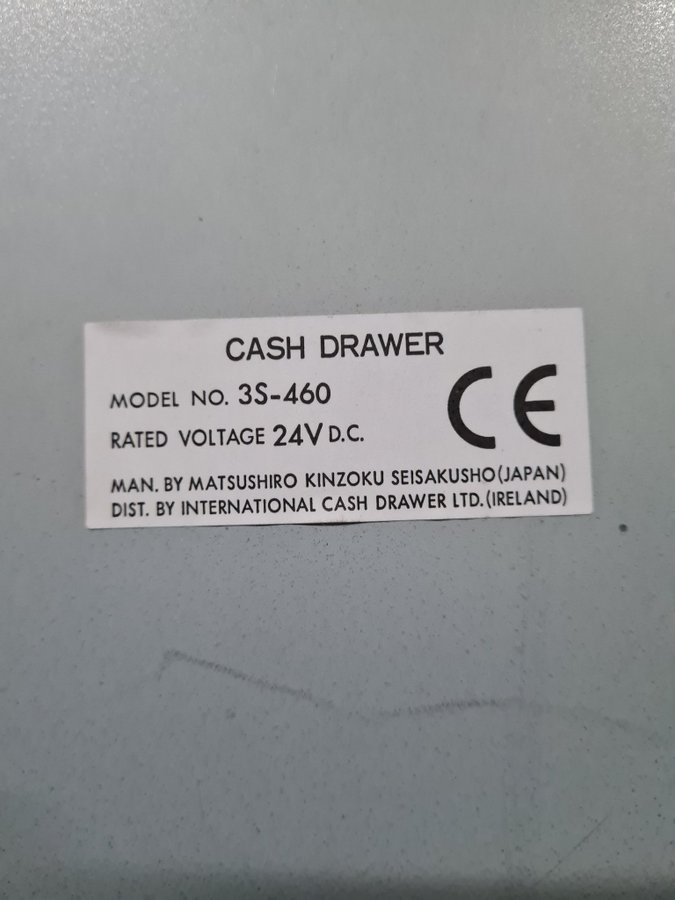 CASH DRAWER
MODEL NO. 3S-460
RATED VOLTAGE 24V D.C.
CE
MAN. BY MATSUSHIRO KINZOKU SEISAKUSHO(JAPAN)
DIST. BY INTERNATIONAL CASH DRAWER LTD.(IRELAND)